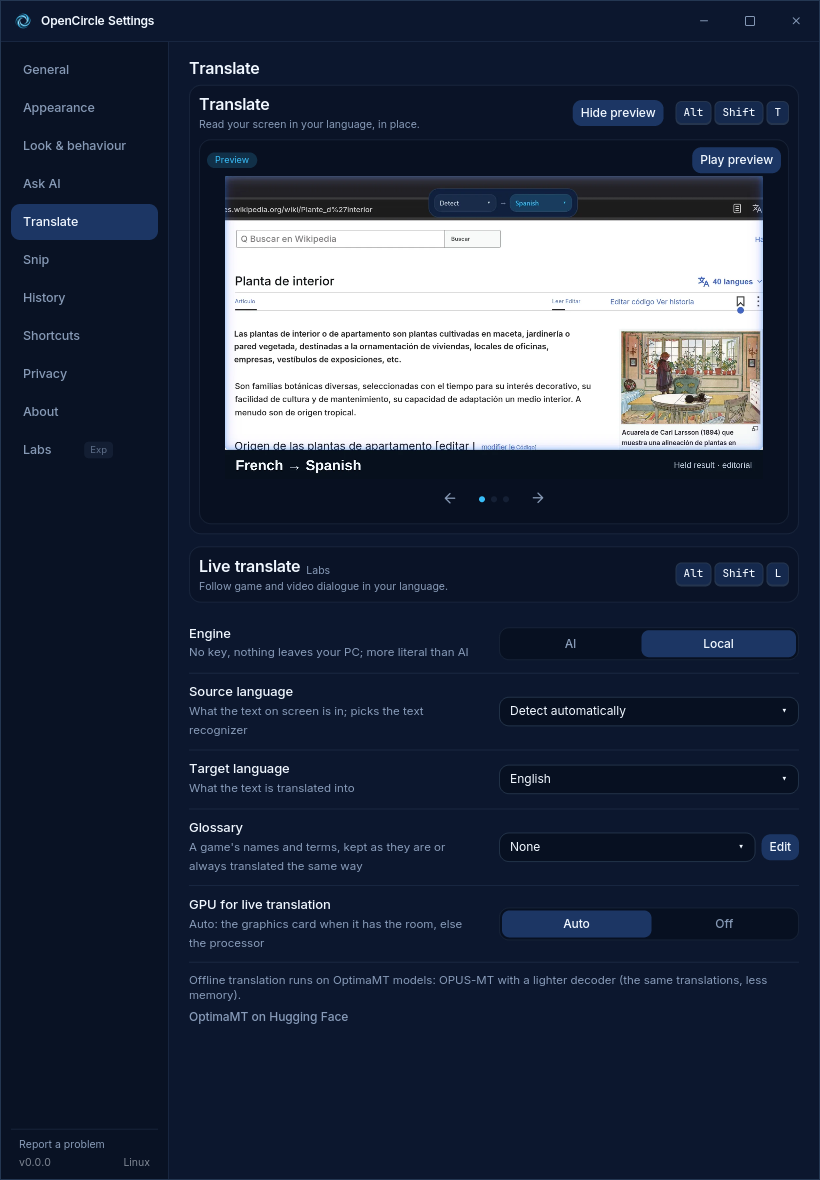 OpenCircle Settings
General
Appearance
Look & behaviour
Ask AI
Translate
Snip
History
Shortcuts
Privacy
About
Labs Exp
Report a problem
v0.0.0 Linux
Translate
Translate
Read your screen in your language, in place.
Hide preview Alt Shift T
Preview Play preview
es.wikipedia.org/wiki/Plante_d%27interior
Detect → Spanish
Q Buscar en Wikipedia Buscar
Planta de interior
40 langues
Artículo Leer Editar Editar código Ver historia
Las plantas de interior o de apartamento son plantas cultivadas en maceta, jardinería o
pared vegetada, destinadas a la ornamentación de viviendas, locales de oficinas,
empresas, vestíbulos de exposiciones, etc.
Son familias botánicas diversas, seleccionadas con el tiempo para su interés decorativo, su
facilidad de cultura y de mantenimiento, su capacidad de adaptación un medio interior. A
menudo son de origen tropical.
Origen de las plantas de apartamento [editar | modifier le Código]
Acuarela de Carl Larsson (1894) que
muestra una alineación de plantas en
French → Spanish
Held result · editorial
Live translate Labs
Follow game and video dialogue in your language.
Alt Shift L
Engine
No key, nothing leaves your PC; more literal than AI
AI Local
Source language
What the text on screen is in; picks the text
recognizer
Detect automatically
Target language
What the text is translated into
English
Glossary
A game's names and terms, kept as they are or
always translated the same way
None Edit
GPU for live translation
Auto: the graphics card when it has the room, else
the processor
Auto Off
Offline translation runs on OptimaMT models: OPUS-MT with a lighter decoder (the same translations, less
memory).
OptimaMT on Hugging Face